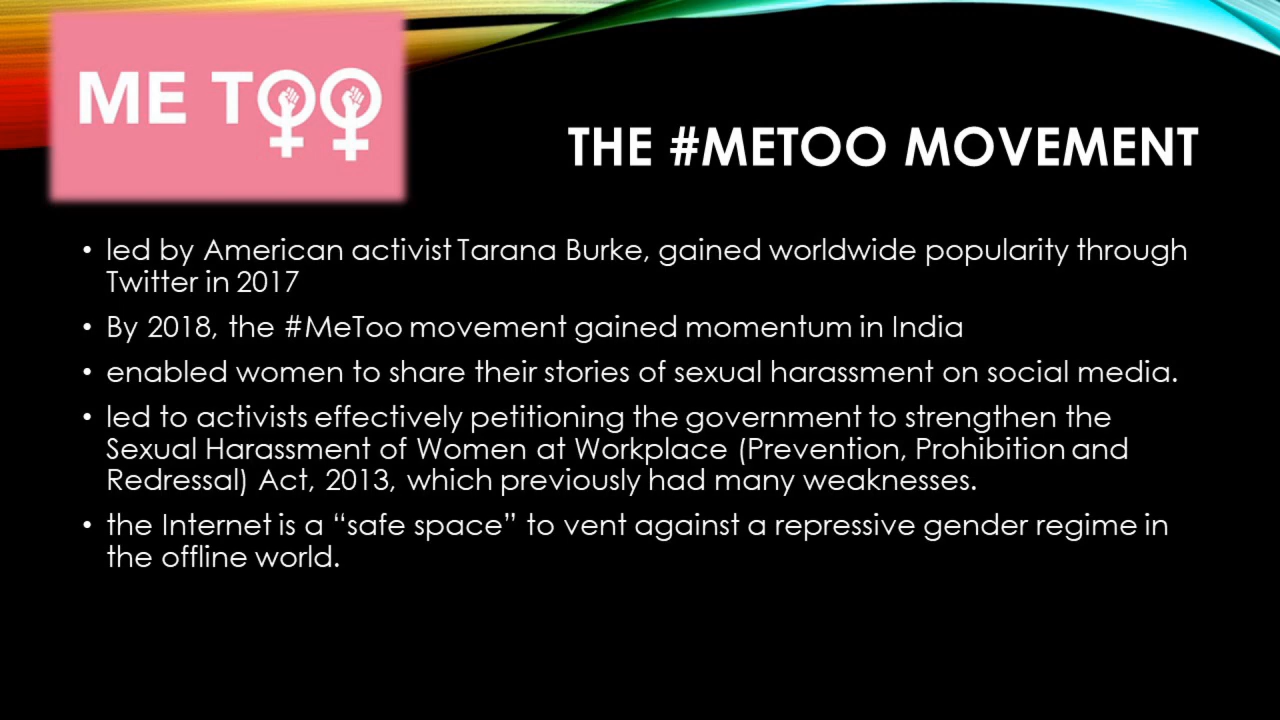 ME TOO
THE #METOO MOVEMENT
• led by American activist Tarana Burke, gained worldwide popularity through
Twitter in 2017
• By 2018, the #MeToo movement gained momentum in India
• enabled women to share their stories of sexual harassment on social media.
• led to activists effectively petitioning the government to strengthen the
Sexual Harassment of Women at Workplace (Prevention, Prohibition and
Redressal) Act, 2013, which previously had many weaknesses.
• the Internet is a “safe space” to vent against a repressive gender regime in
the offline world.